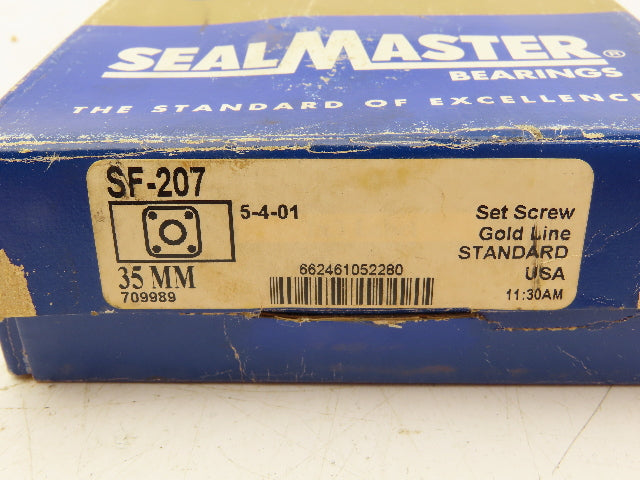 SEALMASTER®
BEARINGS
THE STANDARD OF EXCELLENCE
SF-207
5-4-01
35 MM
709989
662461052280
Set Screw
Gold Line
STANDARD
USA
11:30AM